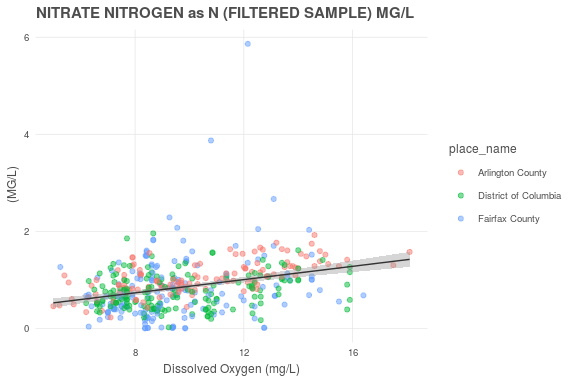 NITRATE NITROGEN as N (FILTERED SAMPLE) MG/L
6
4
2
0
(MG/L)
8
12
16
Dissolved Oxygen (mg/L)
place_name
Arlington County
District of Columbia
Fairfax County